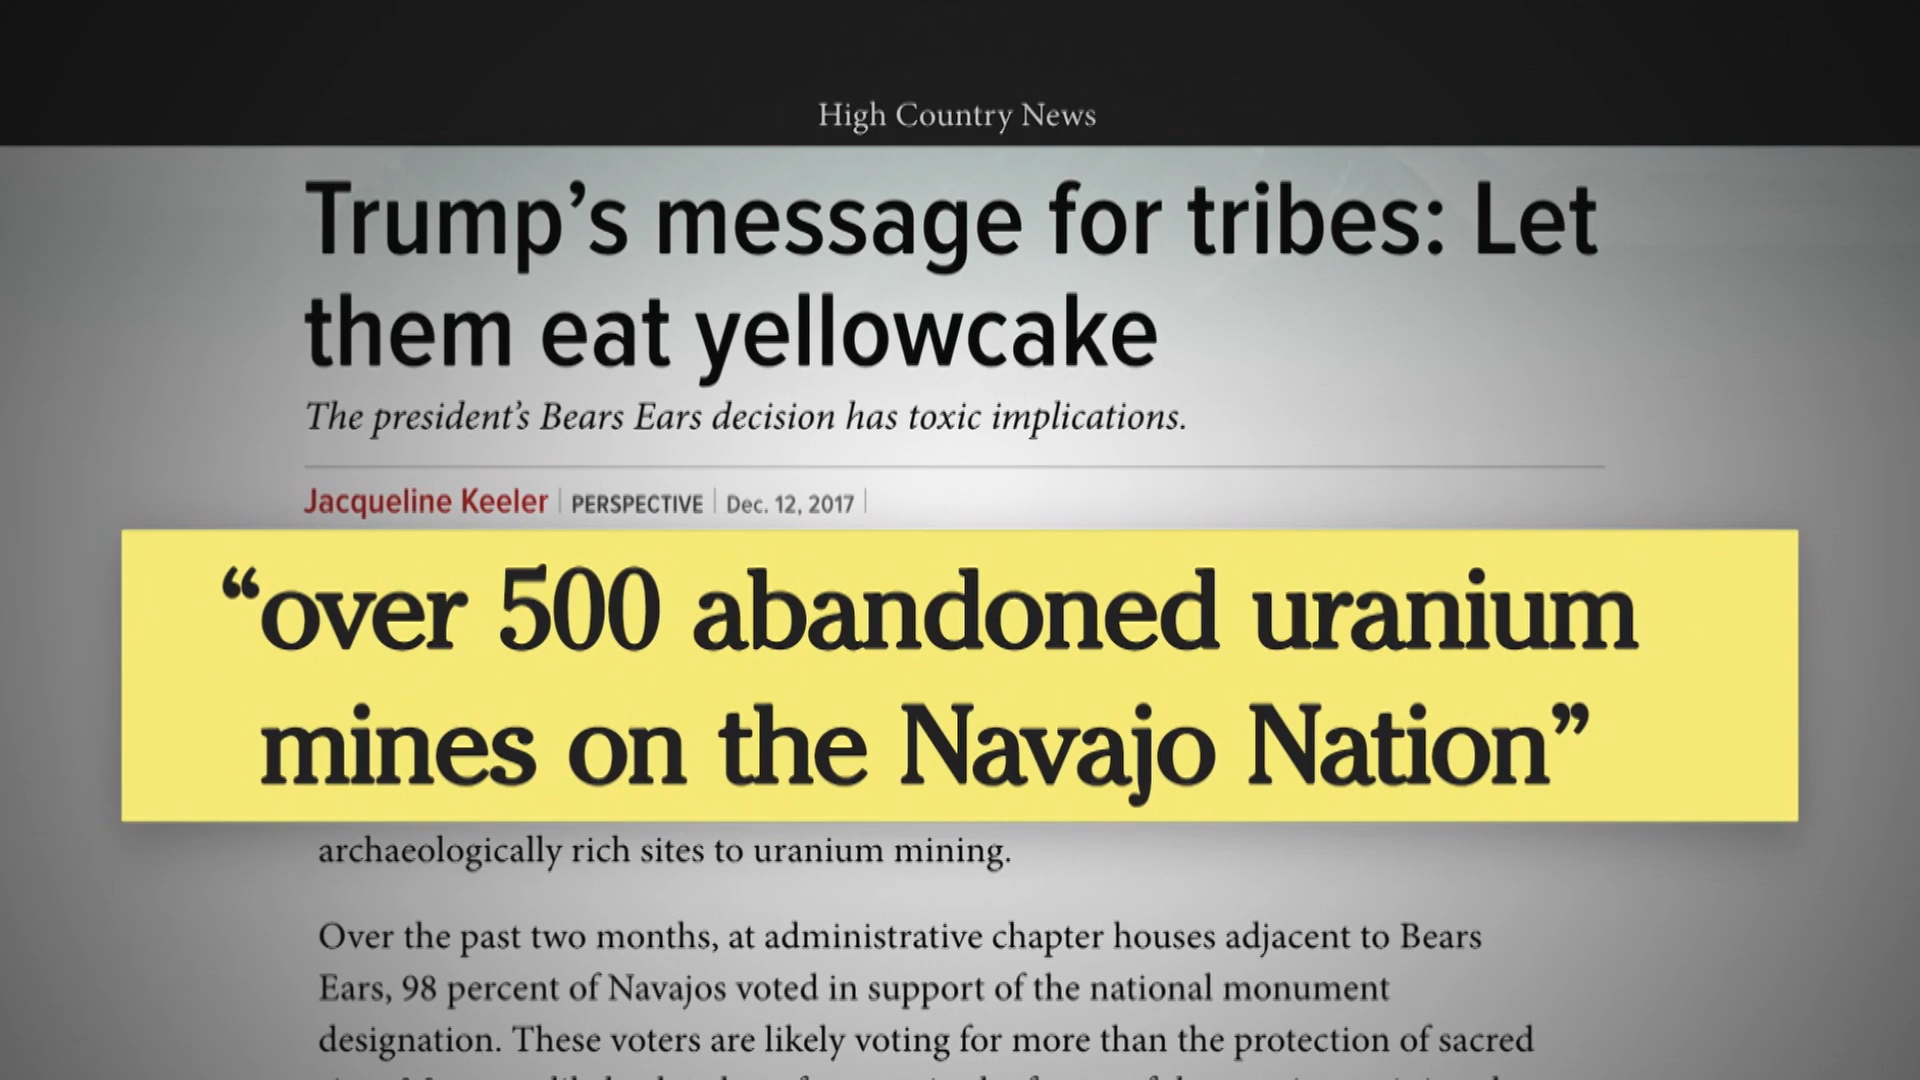 High Country News
Trump’s message for tribes: Let
them eat yellowcake
The president’s Bears Ears decision has toxic implications.
Jacqueline Keeler | PERSPECTIVE | Dec. 12, 2017 |
“over 500 abandoned uranium
mines on the Navajo Nation”
archaeologically rich sites to uranium mining.
Over the past two months, at administrative chapter houses adjacent to Bears
Ears, 98 percent of Navajos voted in support of the national monument
designation. These voters are likely voting for more than the protection of sacred